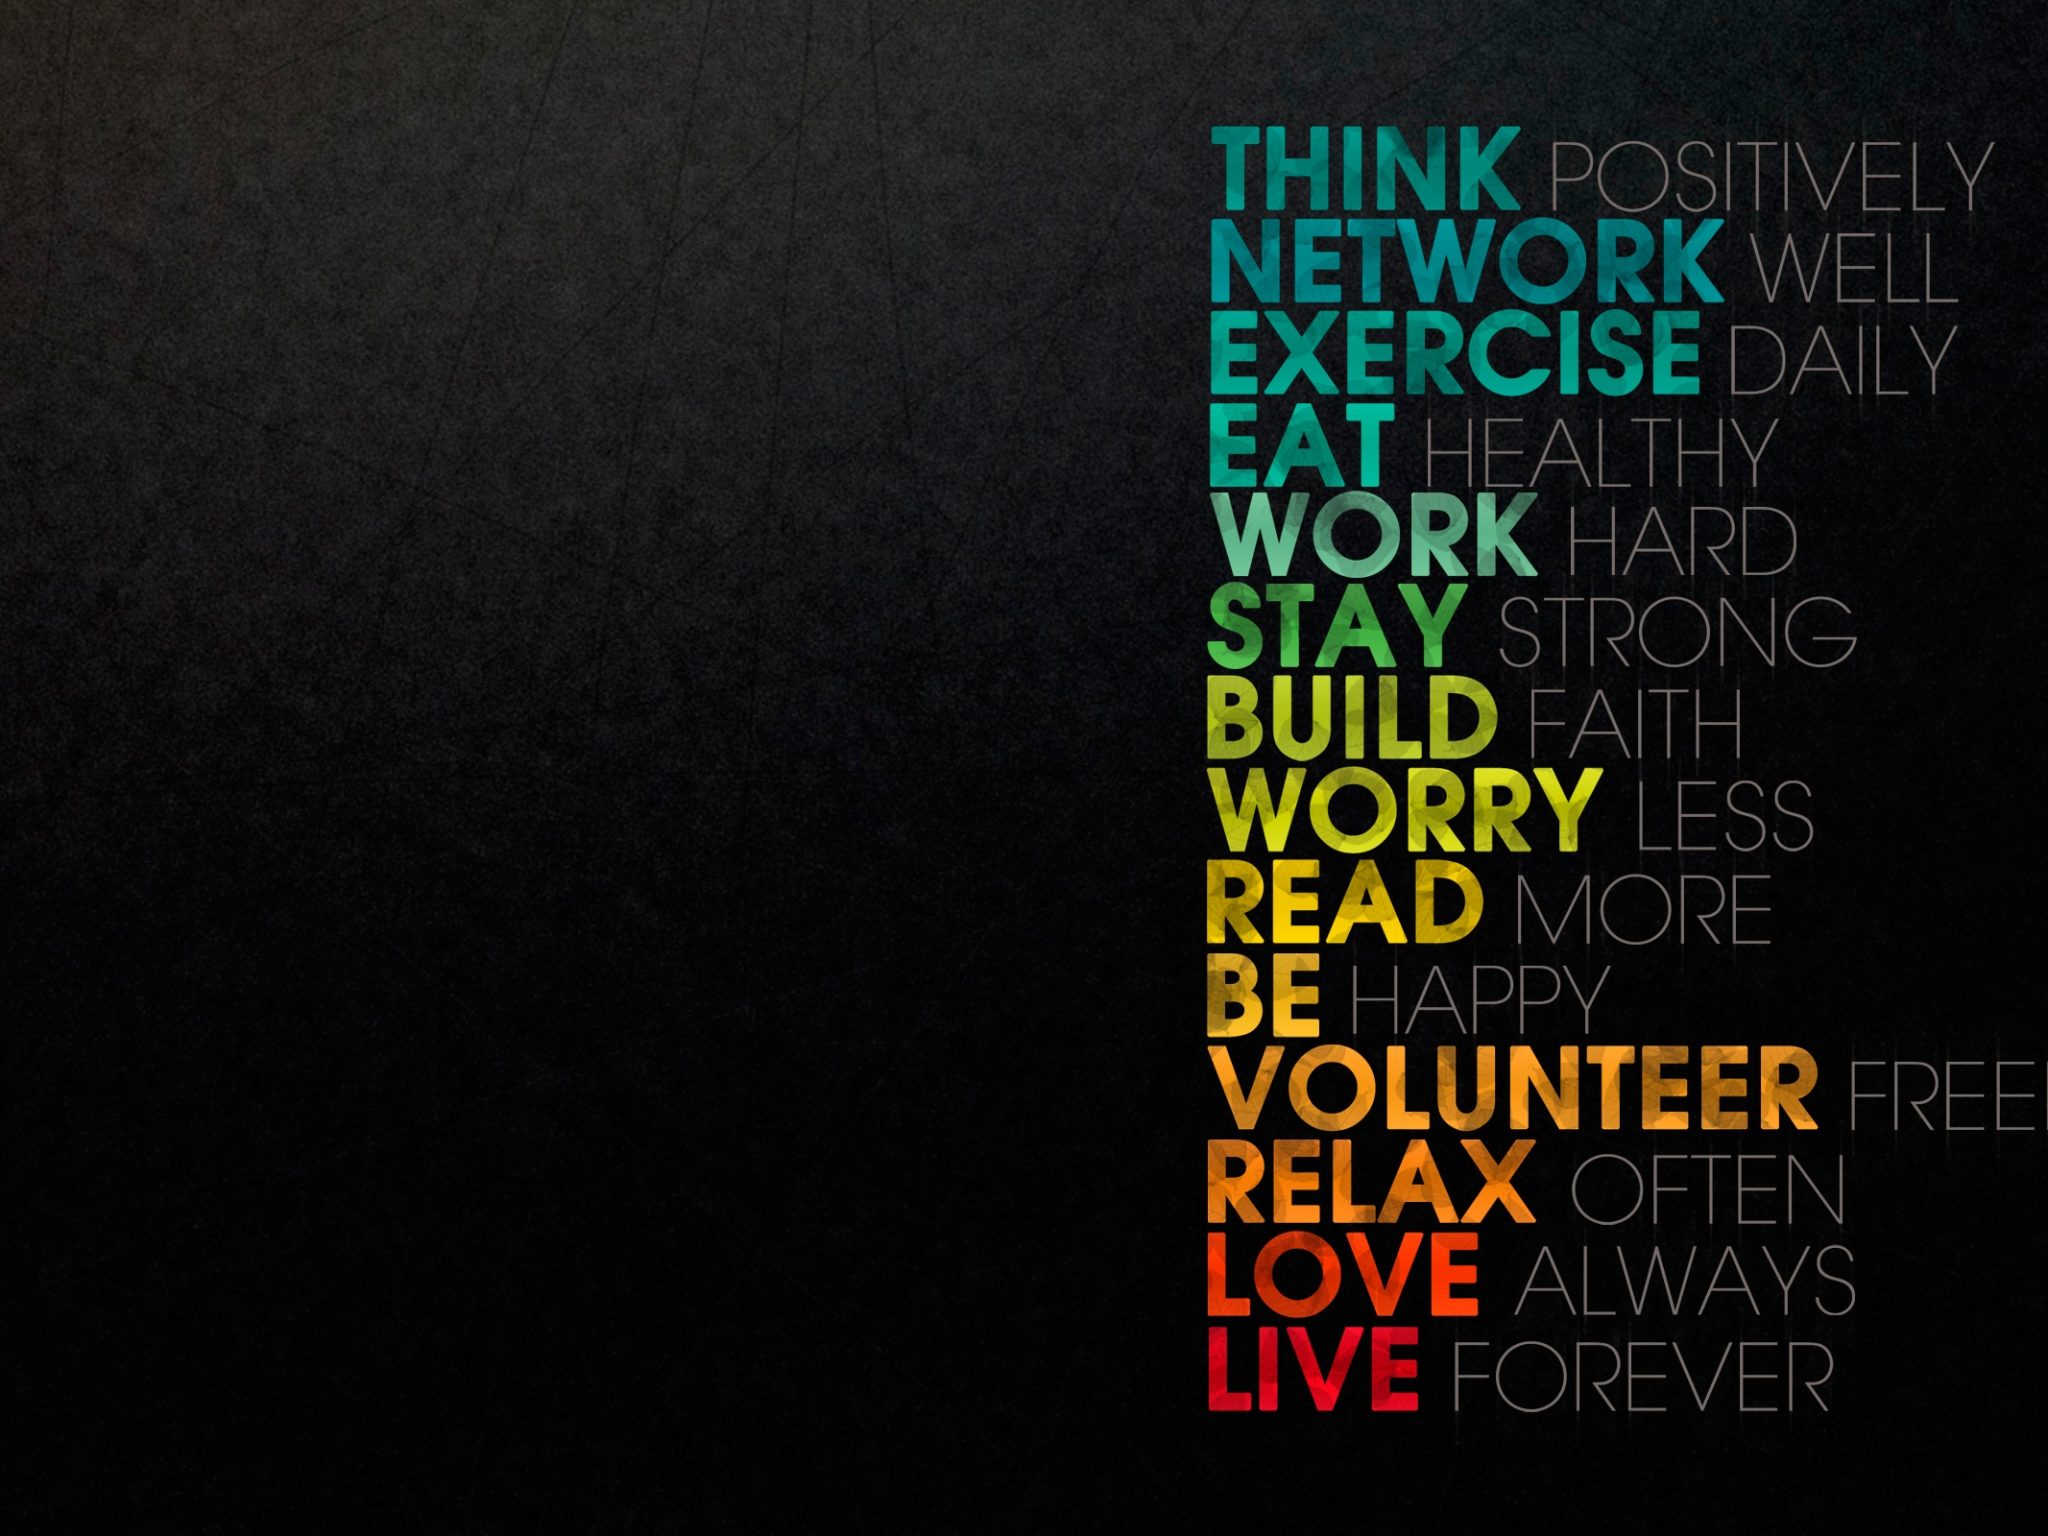 THINK POSITIVELY
NETWORK WELL
EXERCISE DAILY
EAT HEALTHY
WORK HARD
STAY STRONG
BUILD FAITH
WORRY LESS
READ MORE
BE HAPPY
VOLUNTEER
RELAX OFTEN
LOVE ALWAYS
LIVE FOREVER